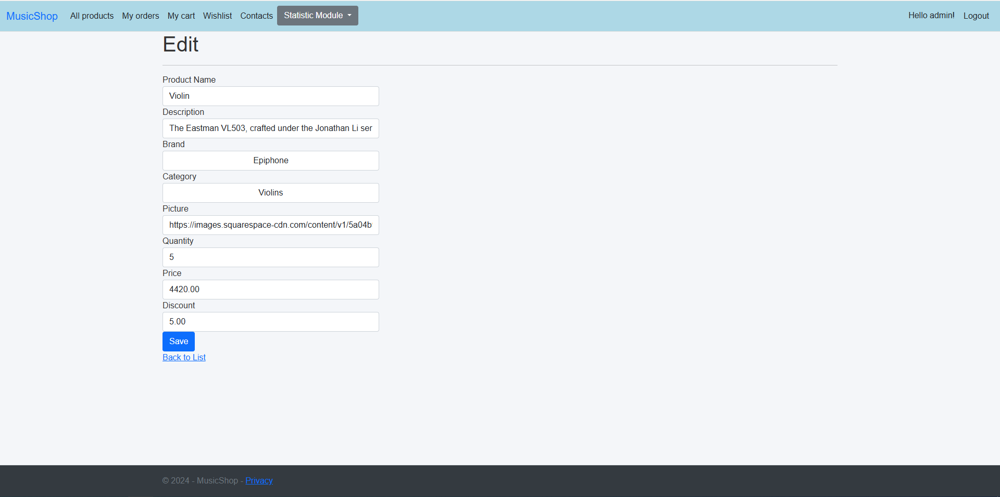 MusicShop All products My orders My cart Wishlist Contacts Statistic Module Hello admin! Logout
Edit
Product Name
Violin
Description
The Eastman VL503, crafted under the Jonathan Li ser
Brand
Epiphone
Category
Violins
Picture
https://images.squarespace-cdn.com/content/v1/5a04b
Quantity
5
Price
4420.00
Discount
5.00
Save
Back to List
© 2024 - MusicShop - Privacy